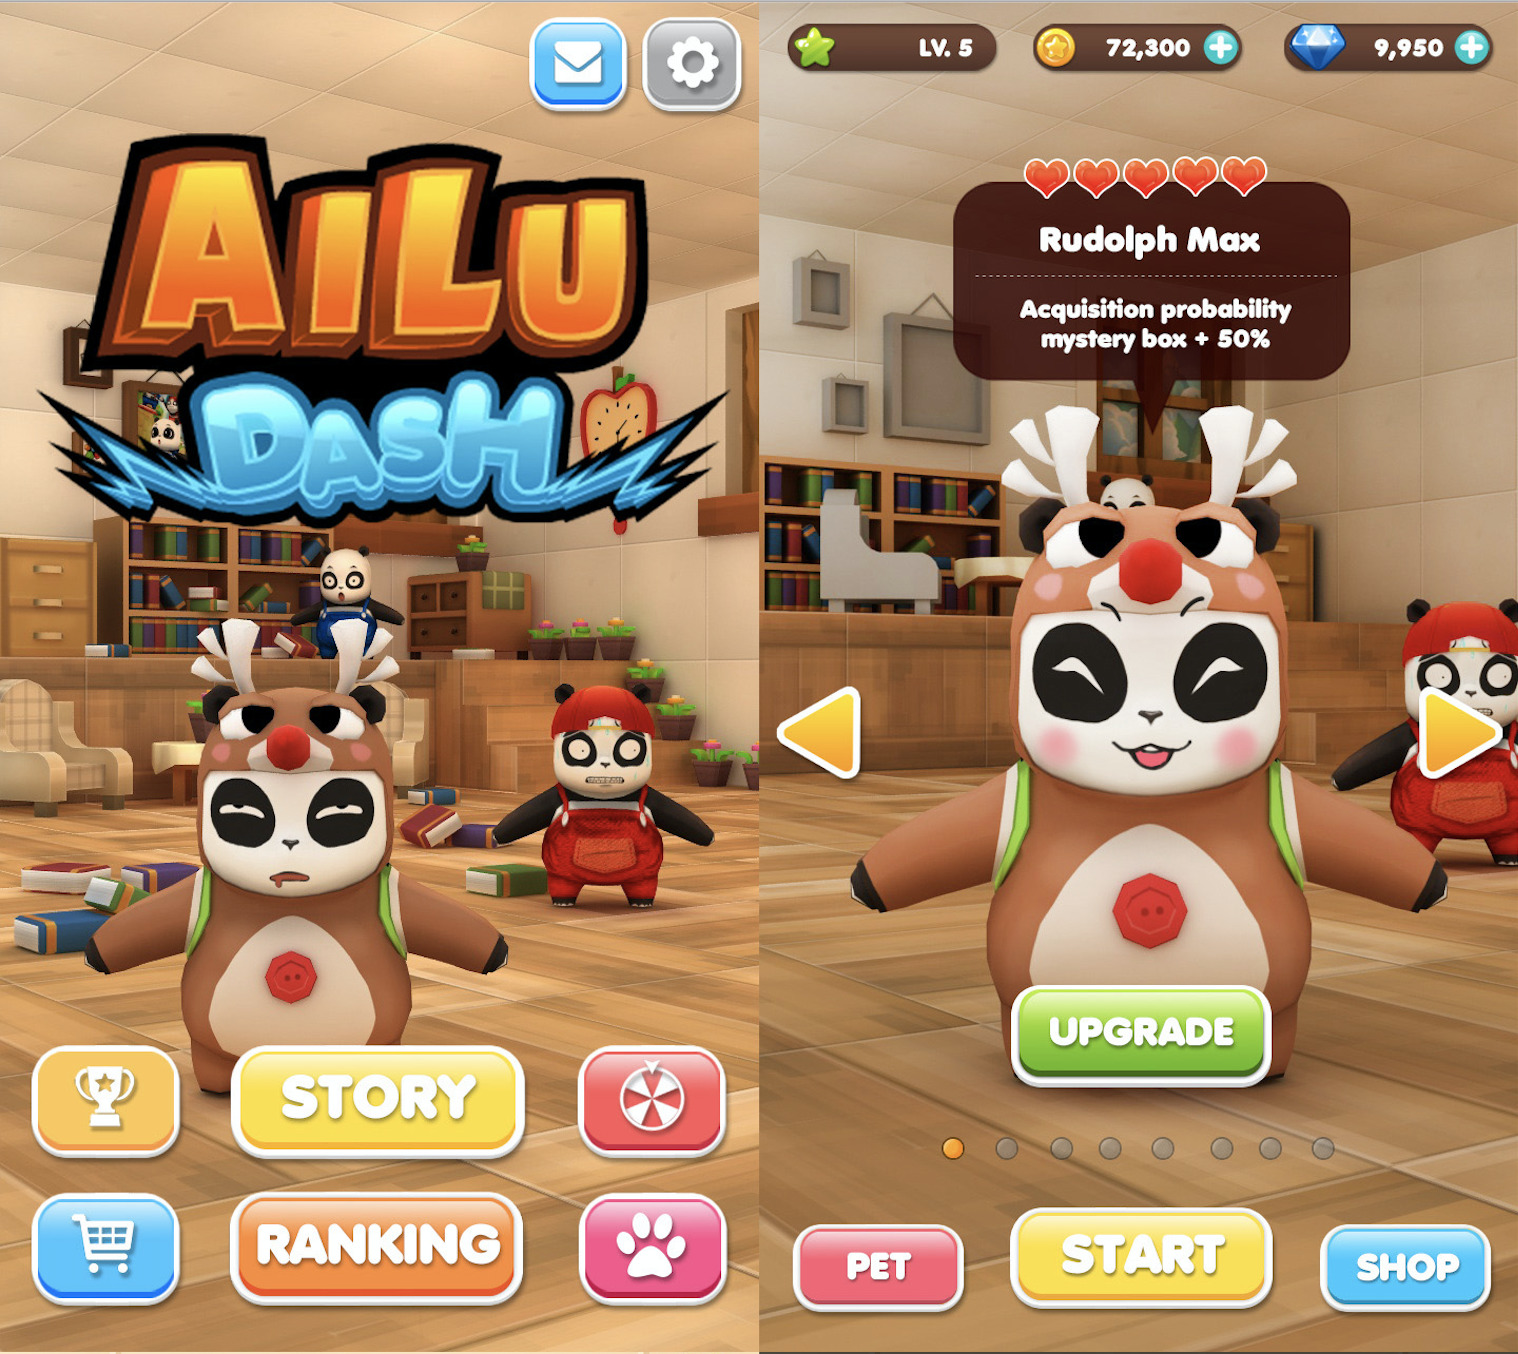 AILU
DASH
STORY
RANKING
LV. 5
72,300
9,950
Rudolph Max
Acquisition probability
mystery box + 50%
UPGRADE
PET
START
SHOP